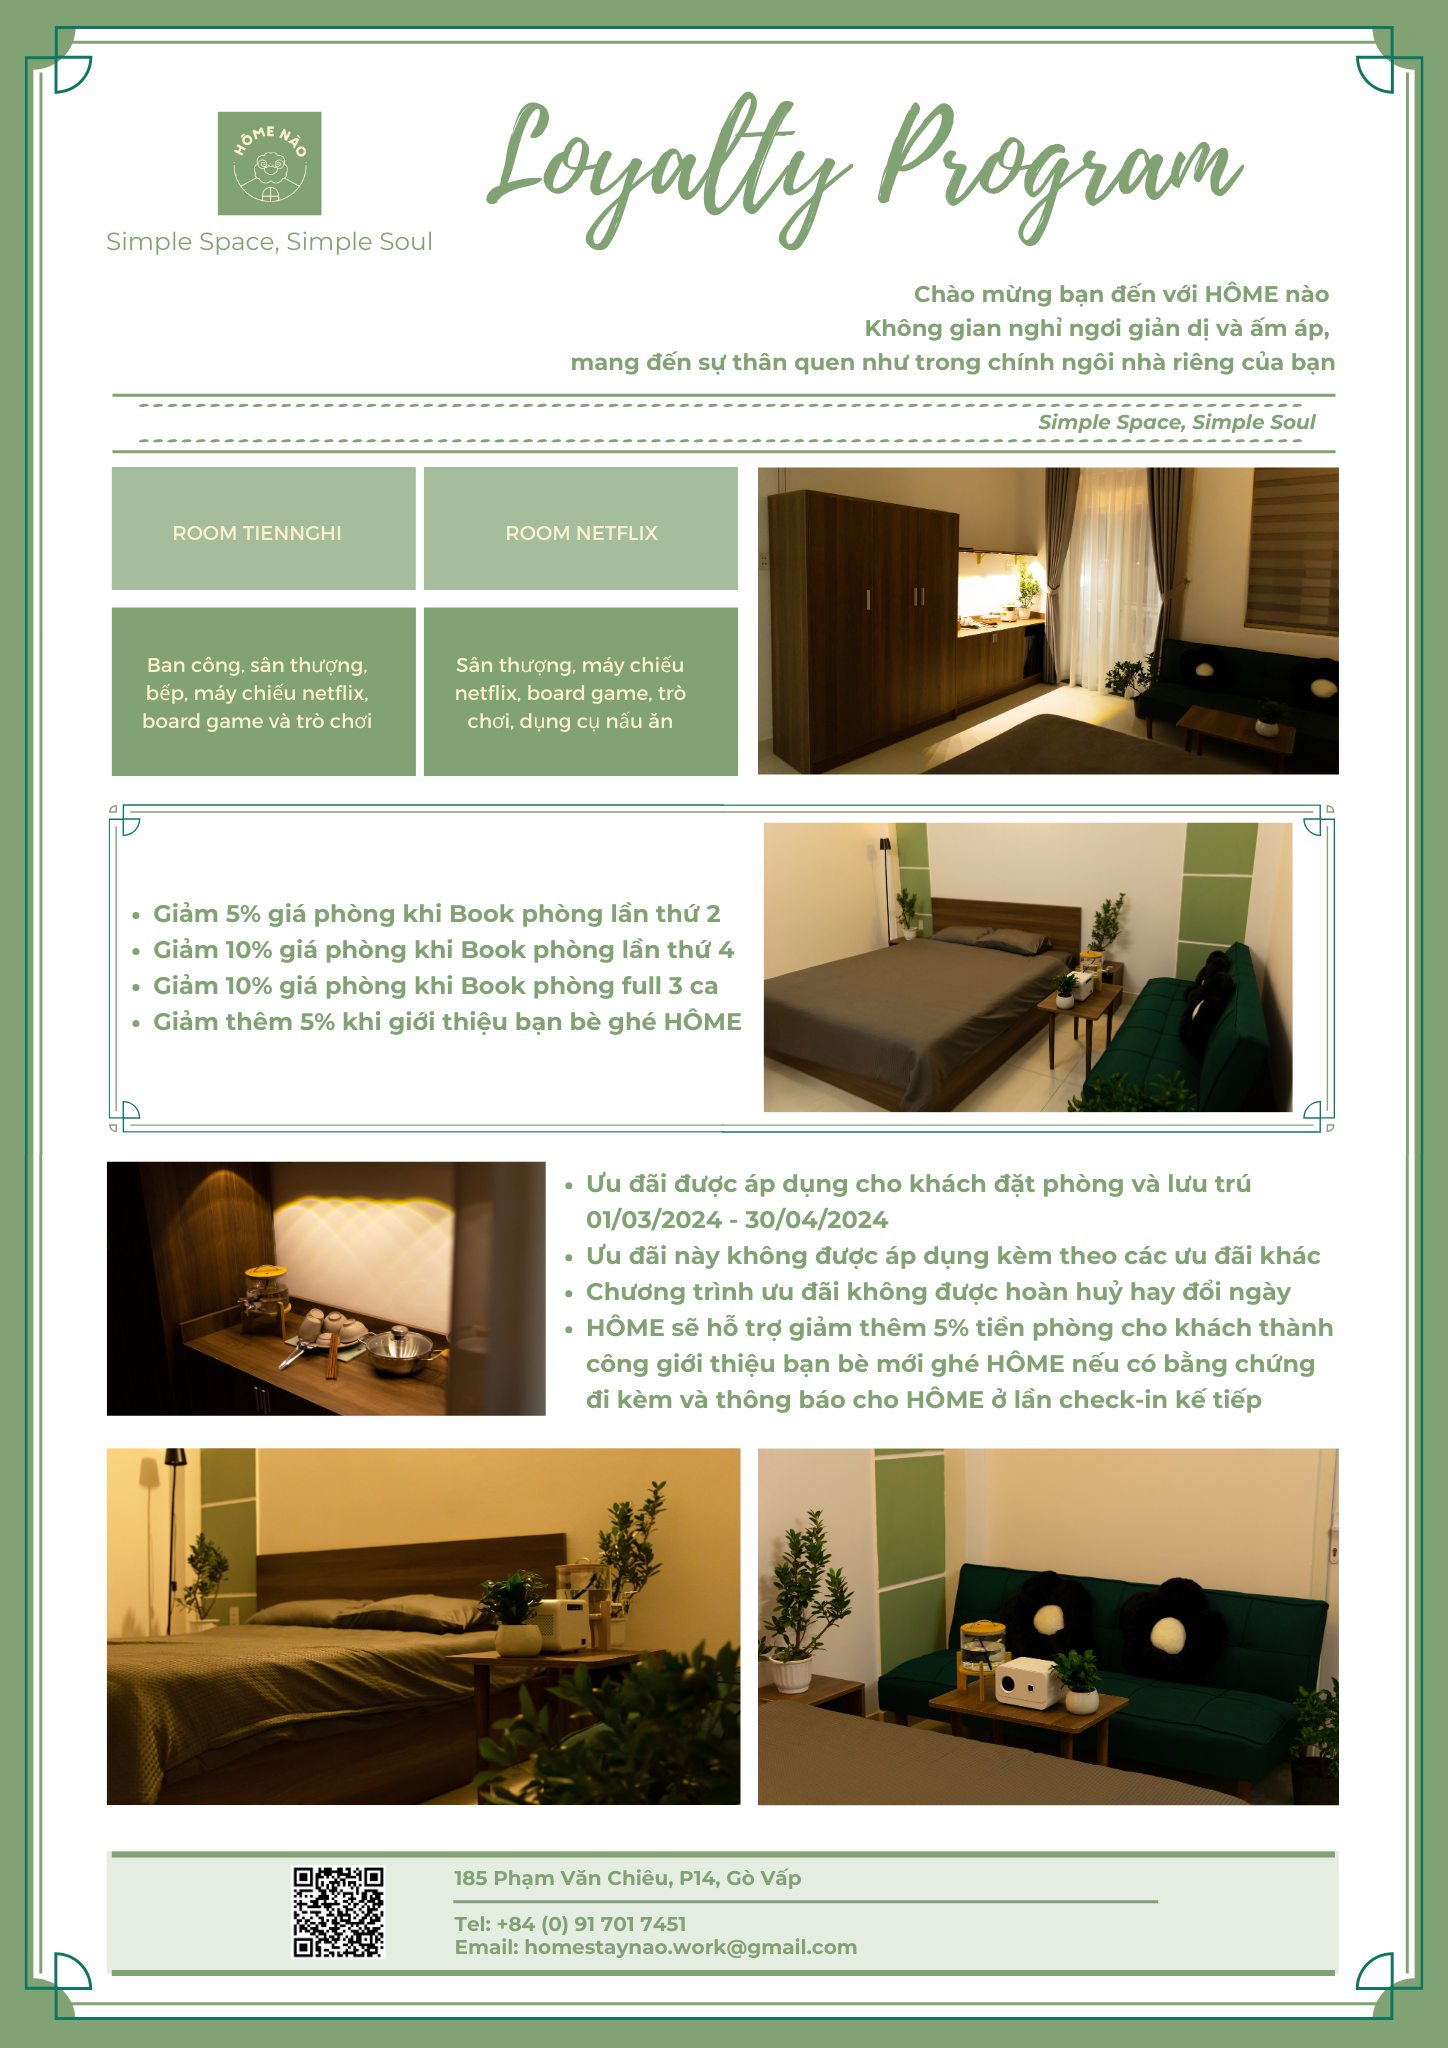 HÔME NÀO
Simple Space, Simple Soul
Loyalty Program
Chào mừng bạn đến với HÔME nào
Không gian nghỉ ngơi giản dị và ấm áp,
mang đến sự thân quen như trong chính ngôi nhà riêng của bạn
Simple Space, Simple Soul
ROOM TIENNGHI
ROOM NETFLIX
Ban công, sân thượng,
bếp, máy chiếu netflix,
board game và trò chơi
Sân thượng, máy chiếu
netflix, board game, trò
chơi, dụng cụ nấu ăn
• Giảm 5% giá phòng khi Book phòng lần thứ 2
• Giảm 10% giá phòng khi Book phòng lần thứ 4
• Giảm 10% giá phòng khi Book phòng full 3 ca
• Giảm thêm 5% khi giới thiệu bạn bè ghé HÔME
• Ưu đãi được áp dụng cho khách đặt phòng và lưu trú
01/03/2024 - 30/04/2024
• Ưu đãi này không được áp dụng kèm theo các ưu đãi khác
• Chương trình ưu đãi không được hoàn huỷ hay đổi ngày
• HÔME sẽ hỗ trợ giảm thêm 5% tiền phòng cho khách thành
công giới thiệu bạn bè mới ghé HÔME nếu có bằng chứng
đi kèm và thông báo cho HÔME ở lần check-in kế tiếp
185 Phạm Văn Chiêu, P14, Gò Vấp
Tel: +84 (0) 91 701 7451
Email: homestaynao.work@gmail.com